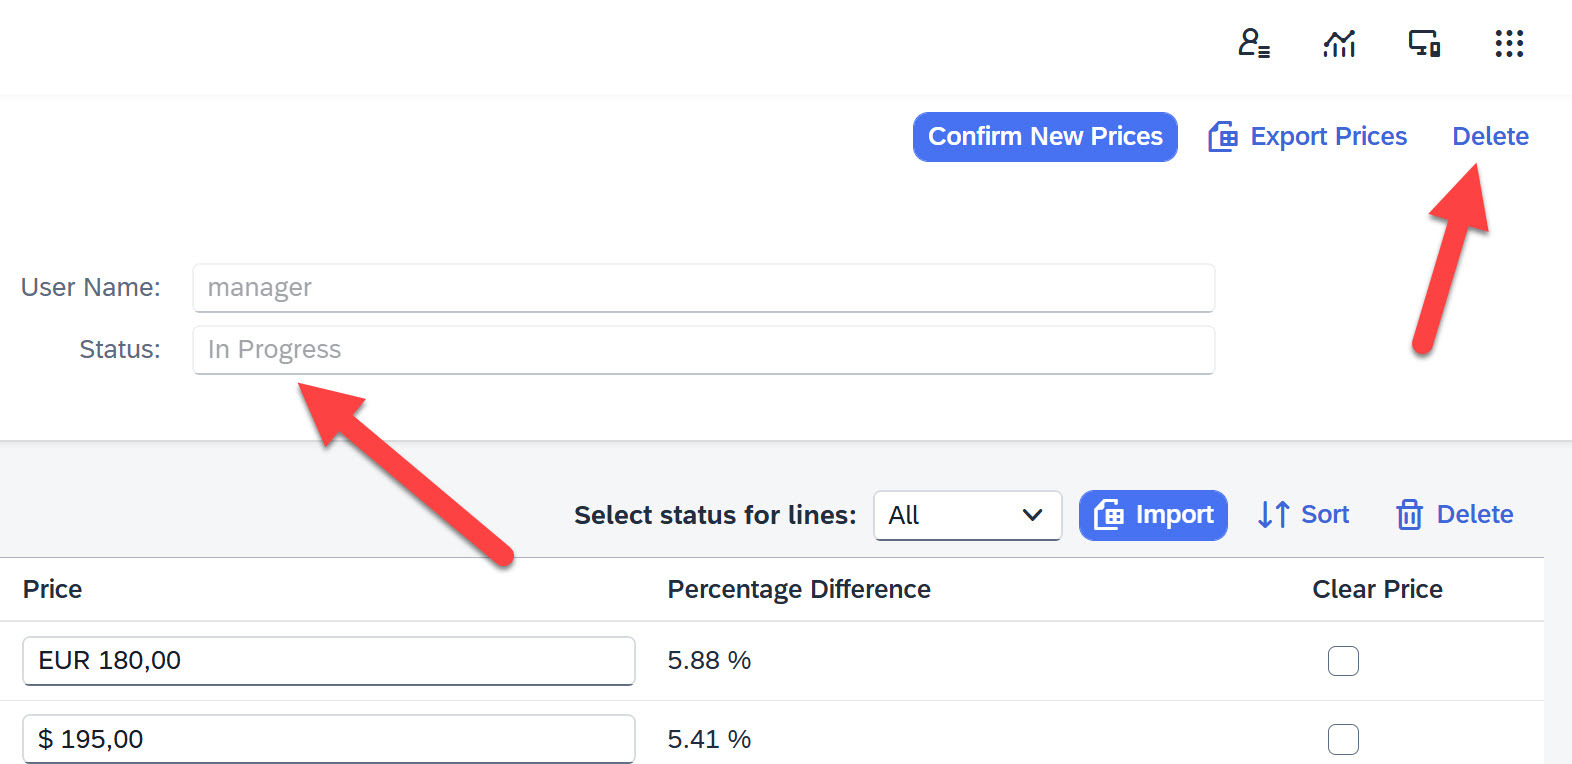 Confirm New Prices Export Prices Delete
User Name: manager
Status: In Progress
Select status for lines: All Import Sort Delete
Price Percentage Difference Clear Price
EUR 180,00 5.88 %
$ 195,00 5.41 %